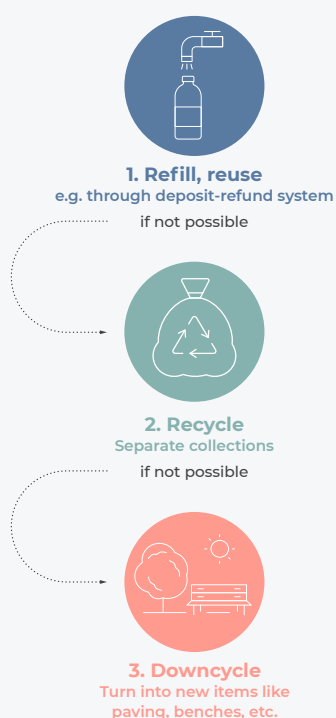 1. Refill, reuse
e.g. through deposit-refund system
if not possible
2. Recycle
Separate collections
if not possible
3. Downcycle
Turn into new items like
paving, benches, etc.